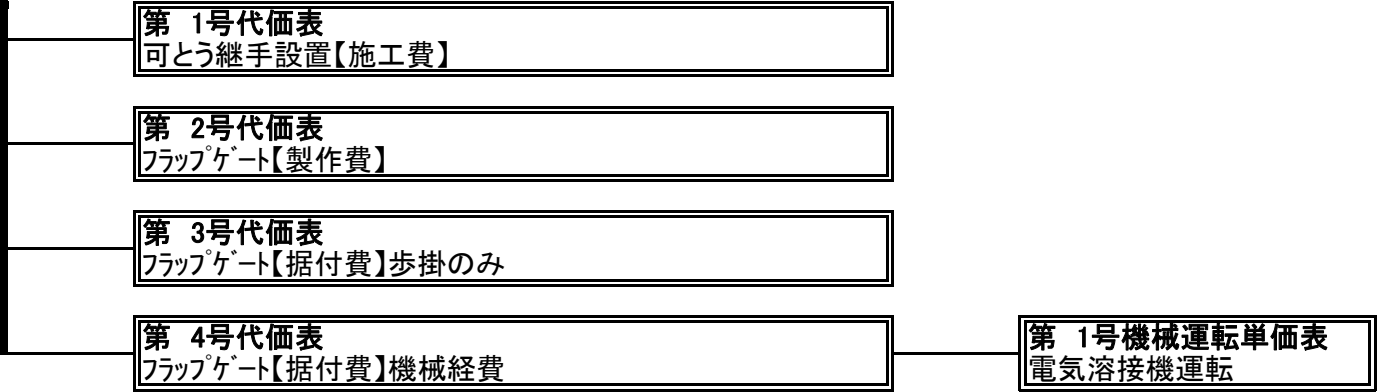 第　1号代価表
可とう継手設置【施工費】
第　2号代価表
ﾌﾗｯﾌﾟｹﾞｰﾄ【製作費】
第　3号代価表
ﾌﾗｯﾌﾟｹﾞｰﾄ【据付費】歩掛のみ
第　4号代価表
ﾌﾗｯﾌﾟｹﾞｰﾄ【据付費】機械経費
第　1号機械運転単価表
電気溶接機運転